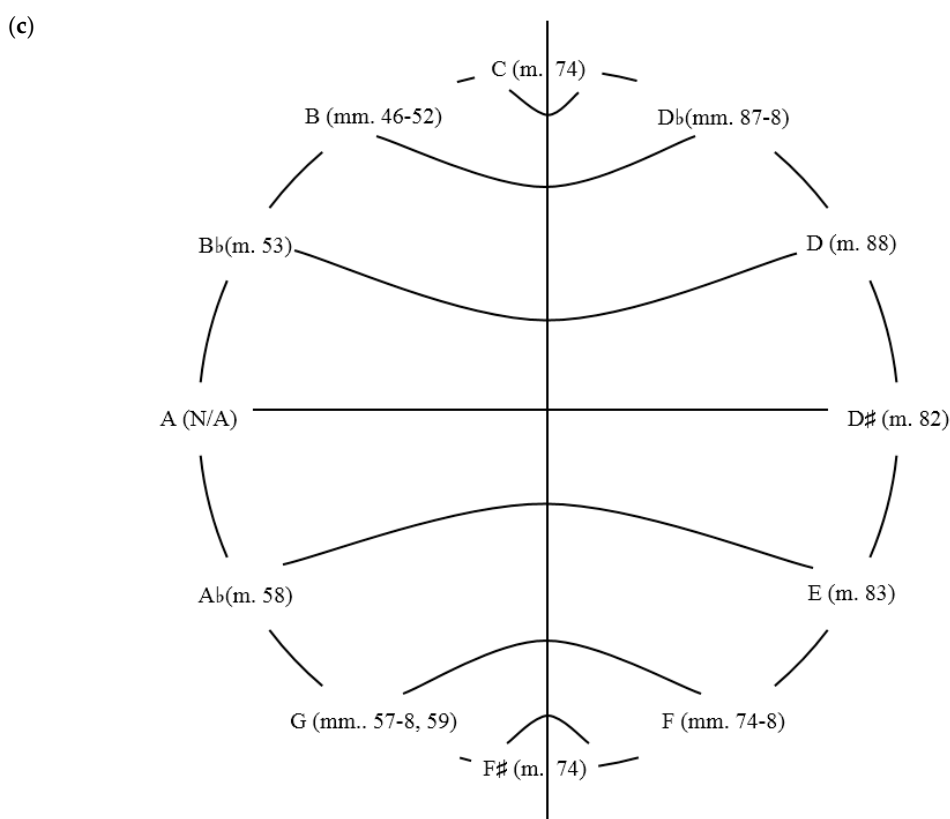 (c)
C (m. 74)
B (mm. 46-52)
D♭(mm. 87-8)
B♭(m. 53)
D (m. 88)
A (N/A)
D♯ (m. 82)
A♭(m. 58)
E (m. 83)
G (mm.. 57-8, 59)
F (mm. 74-8)
F♯ (m. 74)